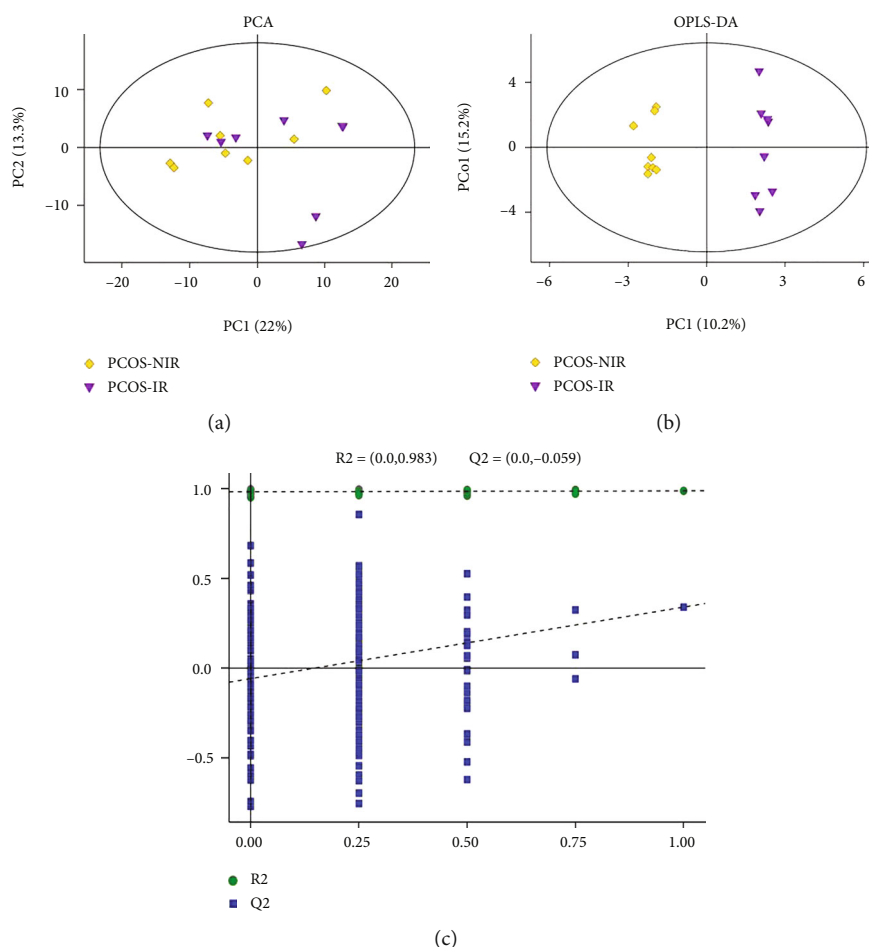 PCA
PC2 (13.3%)
10
0
−10
−20
−10
0
10
20
PC1 (22%)
PCOS-NIR
PCOS-IR
(a)
OPLS-DA
PCo1 (15.2%)
4
0
−4
−6
−3
0
3
6
PC1 (10.2%)
PCOS-NIR
PCOS-IR
(b)
R2 = (0.0,0.983) Q2 = (0.0,−0.059)
1.0
0.5
0.0
−0.5
0.00
0.25
0.50
0.75
1.00
R2
Q2
(c)